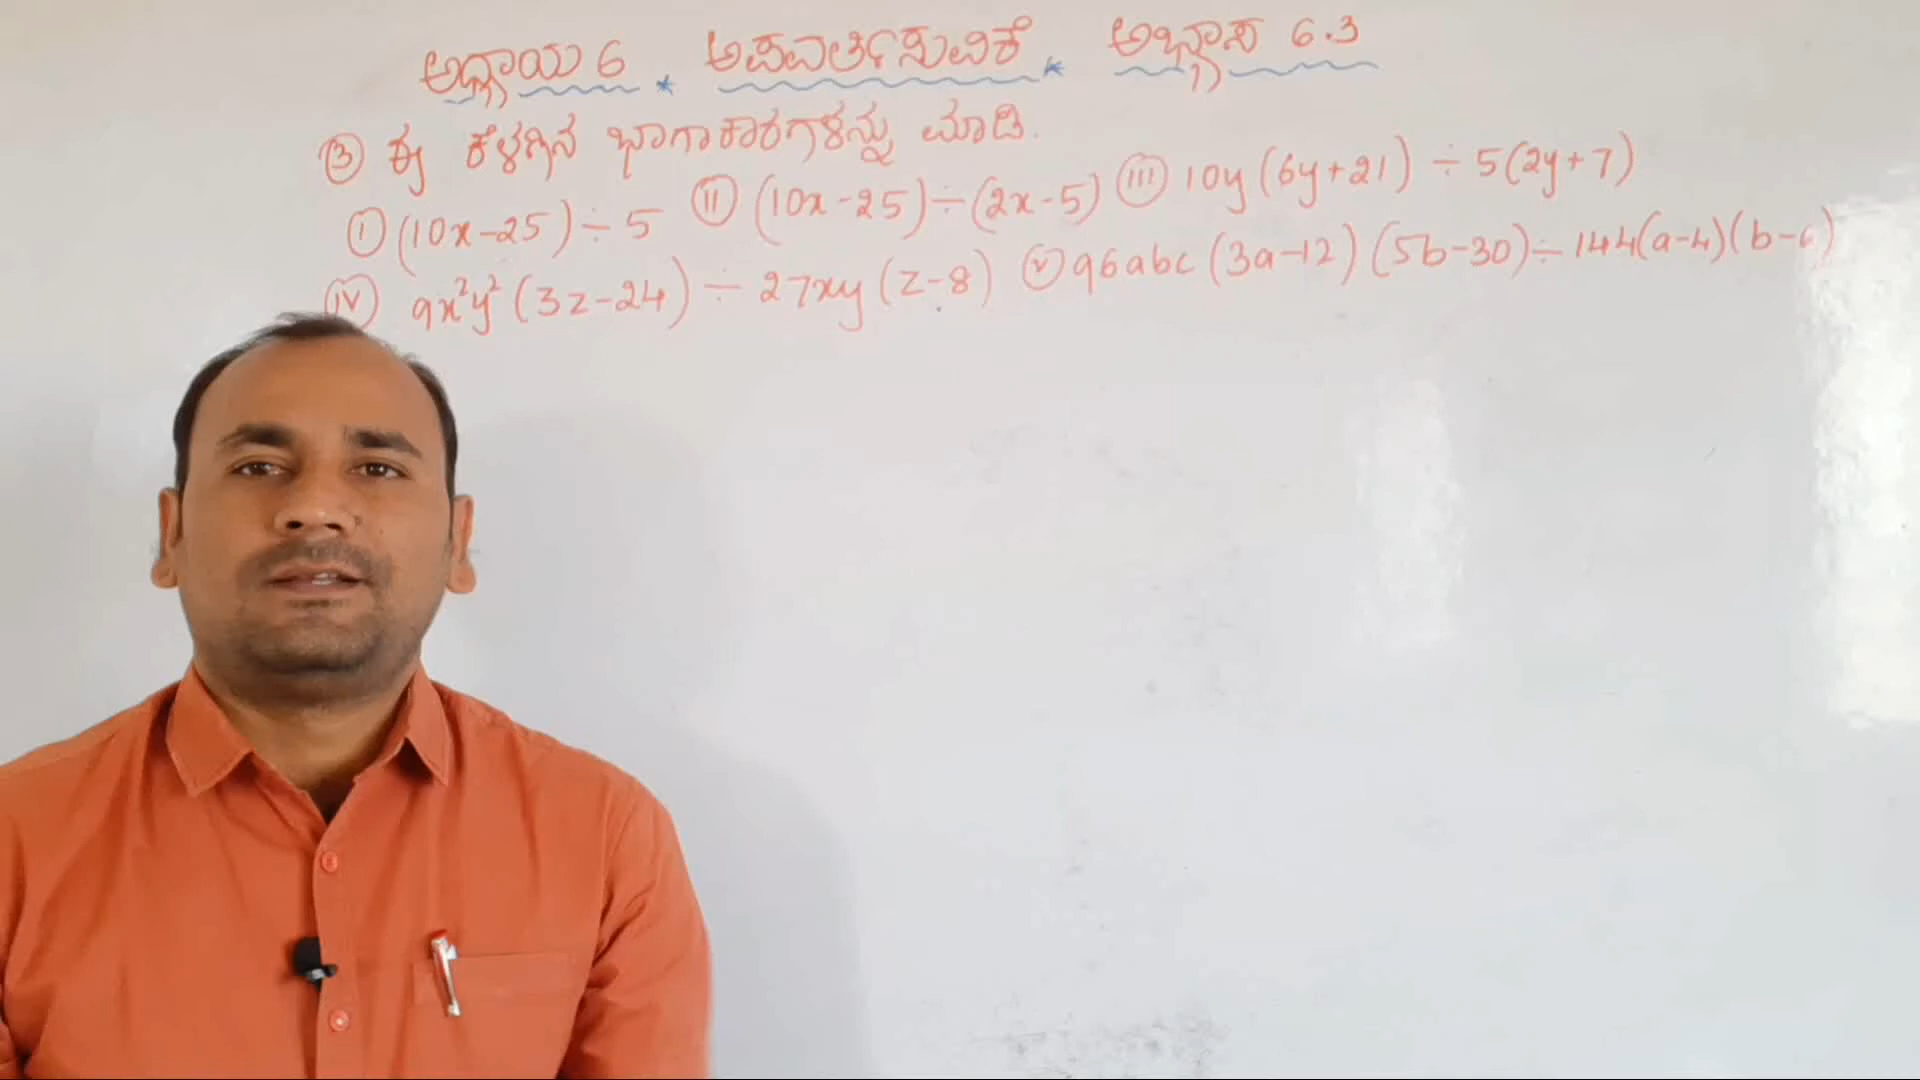 ಅಧ್ಯಾಯ 6 * ಅಪವರ್ತಿಸುವಿಕೆ * ಅಭ್ಯಾಸ 6.3
③ ಈ ಕೆಳಗಿನ ಭಾಗಾಕಾರಗಳನ್ನು ಮಾಡಿ.
Ⓘ (10x-25) ÷ 5 (II) (10x-25) ÷ (2x-5) (III) 10y(6y+21) ÷ 5(2y+7)
(IV) 9x²y²(3z-24) ÷ 27xy(z-8) (V) 96abc(3a-12)(5b-30) ÷ 144(a-4)(b-6)